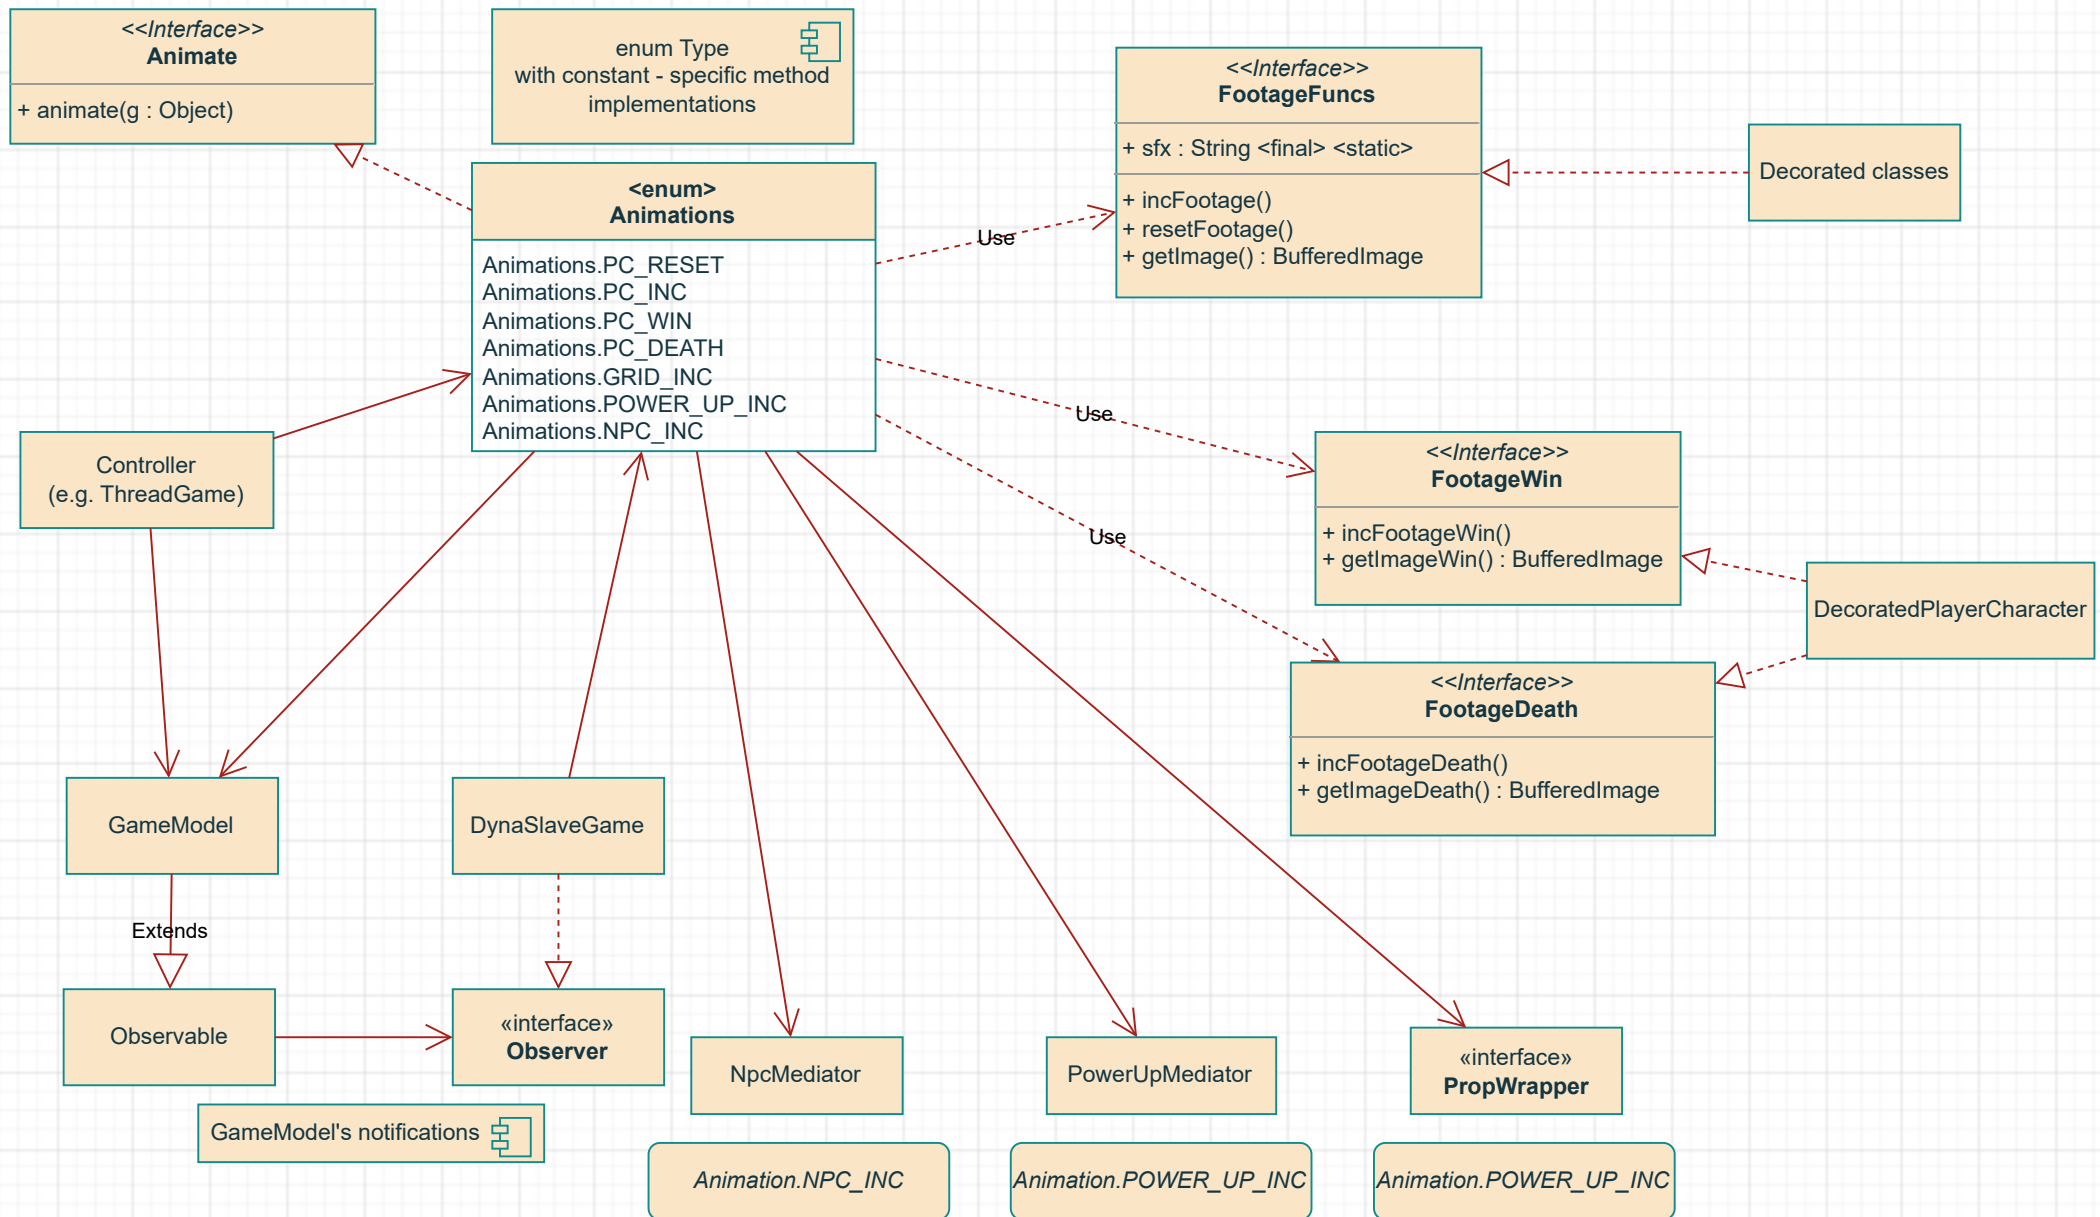 <<Interface>>
Animate
+ animate(g : Object)
enum Type
with constant - specific method
implementations
<<Interface>>
FootageFuncs
+ sfx : String <final> <static>
+ incFootage()
+ resetFootage()
+ getImage() : BufferedImage
Decorated classes
<enum>
Animations
Animations.PC_RESET
Animations.PC_INC
Animations.PC_WIN
Animations.PC_DEATH
Animations.GRID_INC
Animations.POWER_UP_INC
Animations.NPC_INC
Use
Use
Use
Controller
(e.g. ThreadGame)
<<Interface>>
FootageWin
+ incFootageWin()
+ getImageWin() : BufferedImage
DecoratedPlayerCharacter
<<Interface>>
FootageDeath
+ incFootageDeath()
+ getImageDeath() : BufferedImage
GameModel
DynaSlaveGame
Extends
Observable
«interface»
Observer
NpcMediator
PowerUpMediator
«interface»
PropWrapper
GameModel's notifications
Animation.NPC_INC
Animation.POWER_UP_INC
Animation.POWER_UP_INC